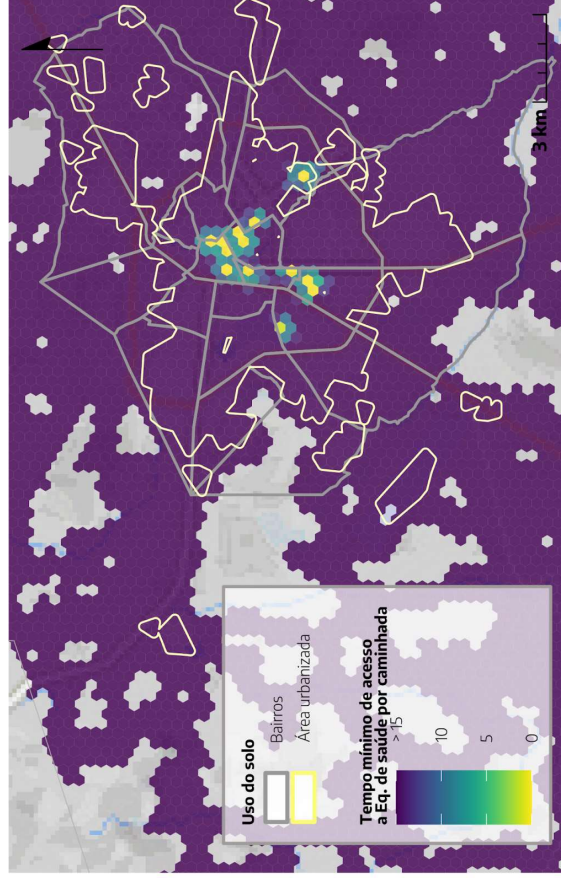 Uso do solo
Bairros
Área urbanizada
Tempo mínimo de acesso
a Eq. de saúde por caminhada
> 15
10
5
0
3 km